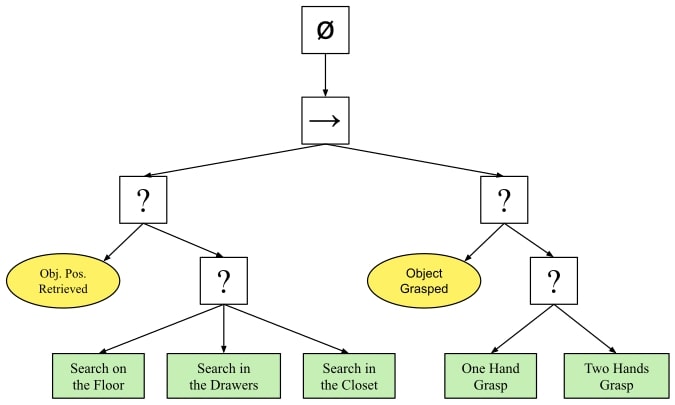 Ø
→
?
?
Obj. Pos.
Retrieved
?
Object
Grasped
?
Search on
the Floor
Search in
the Drawers
Search in
the Closet
One Hand
Grasp
Two Hands
Grasp